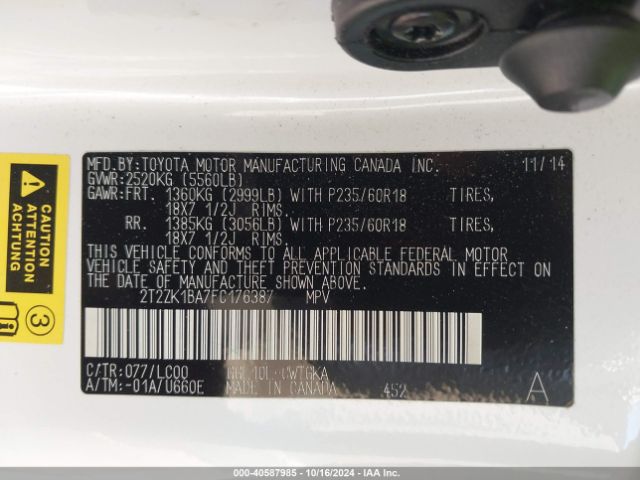 ACHTUNG
MFD.BY:TOYOTA MOTOR MANUFACTURING CANADA INC. 11/14
GVWR:2520KG (5560LB)
GAWR:FRT. 1360KG (2999LB) WITH P235/60R18 TIRES,
18X7 1/2J RIMS.
RR. 1385KG (3056LB) WITH P235/60R18 TIRES,
18X7 1/2J RIMS.
THIS VEHICLE CONFORMS TO ALL APPLICABLE FEDERAL MOTOR
VEHICLE SAFETY AND THEFT PREVENTION STANDARDS IN EFFECT ON
THE DATE OF MANUFACTURE SHOWN ABOVE.
2T2ZK1BA7FC176387 MPV
C/TR:077/LC00
A/TM:-01A/U660E MADE IN CANADA 452 A
3
00-40587985 - 10/16/2024 - IAA